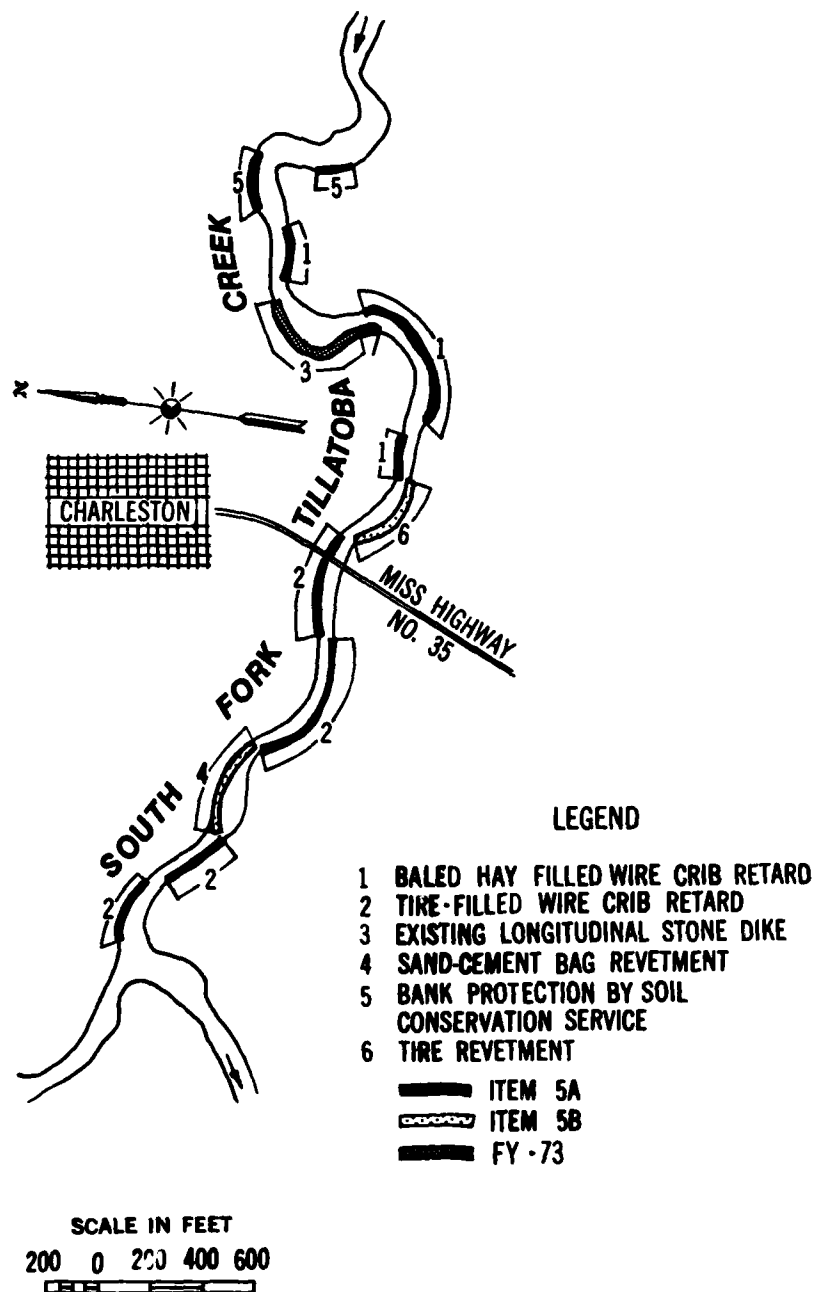 5
5
1
CREEK
3
1
N
TILLATOBA
1
CHARLESTON
6
2
MISS HIGHWAY
NO. 35
FORK
2
4
SOUTH
2
2
LEGEND
1 BALED HAY FILLED WIRE CRIB RETARD
2 TIRE-FILLED WIRE CRIB RETARD
3 EXISTING LONGITUDINAL STONE DIKE
4 SAND-CEMENT BAG REVETMENT
5 BANK PROTECTION BY SOIL
CONSERVATION SERVICE
6 TIRE REVETMENT
ITEM 5A
ITEM 5B
FY-73
SCALE IN FEET
200 0 200 400 600